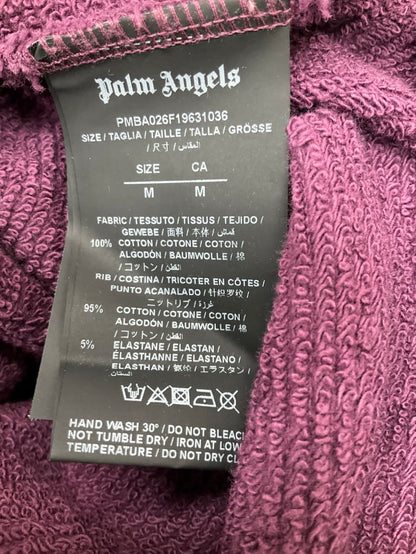 Palm Angels
PMBA026F19631036
SIZE / TAGLIA / TAILLE / TALLA / GRÖSSE
/ 尺寸 / المقاس /
SIZE CA
M M
FABRIC / TESSUTO / TISSUS / TEJIDO /
GEWEBE / 面料 / 本体 / قماش /
100% COTTON / COTONE / COTON /
ALGODÓN / BAUMWOLLE / 棉
/ コットン / القطن /
RIB / COSTINA / TRICOTER EN CÔTES /
PUNTO ACANALADO / 针织罗纹 /
ニットリブ / غرزة /
95% COTTON / COTONE / COTON /
ALGODÓN / BAUMWOLLE / 棉
/ コットン / القطن /
5% ELASTANE / ELASTAN /
ELASTHANNE / ELASTANO /
ELASTHAN / 氨纶 / エラスタン /
HAND WASH 30° / DO NOT BLEAC
NOT TUMBLE DRY / IRON AT LOW
TEMPERATURE / DO NOT DRY CLE